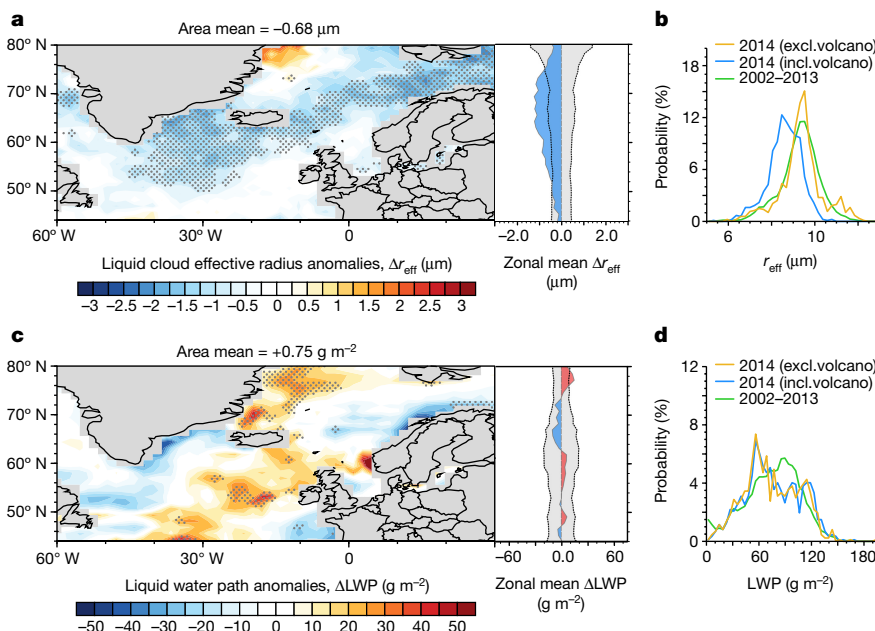 a
Area mean = –0.68 μm
80° N
70° N
60° N
50° N
60° W
30° W
0
Liquid cloud effective radius anomalies, Δreff (μm)
–3 –2.5 –2 –1.5 –1 –0.5 0 0.5 1 1.5 2 2.5 3
–2.0 0.0 2.0
Zonal mean Δreff
(μm)
b
2014 (excl.volcano)
2014 (incl.volcano)
2002–2013
Probability (%)
18
12
6
0
6 10
reff (μm)
c
Area mean = +0.75 g m–2
80° N
70° N
60° N
50° N
60° W
30° W
0
Liquid water path anomalies, ΔLWP (g m–2)
–50 –40 –30 –20 –10 0 10 20 30 40 50
–60 0.0 60
Zonal mean ΔLWP
(g m–2)
d
2014 (excl.volcano)
2014 (incl.volcano)
2002–2013
Probability (%)
12
8
4
0
0 60 120 180
LWP (g m–2)